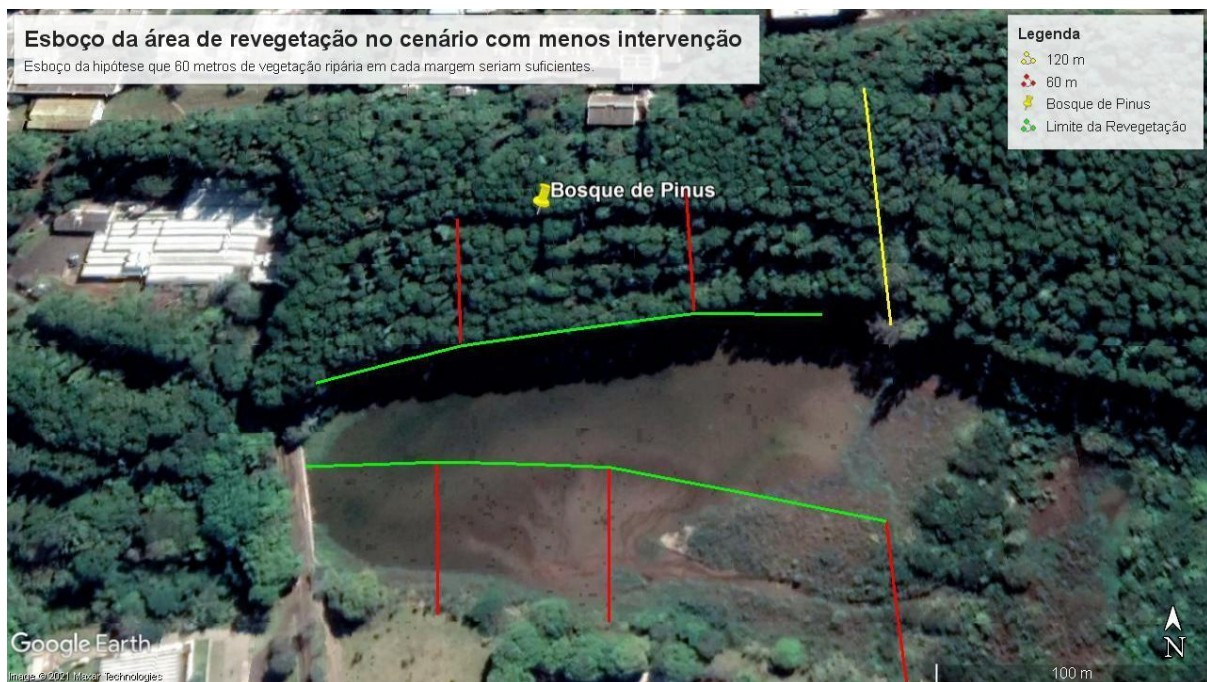 Esboço da área de revegetação no cenário com menos intervenção
Esboço da hipótese que 60 metros de vegetação ripária em cada margem seriam suficientes.
Legenda
120 m
60 m
Bosque de Pinus
Limite da Revegetação
Bosque de Pinus
Google Earth
Image © 2021 Maxar Technologies
N
100 m